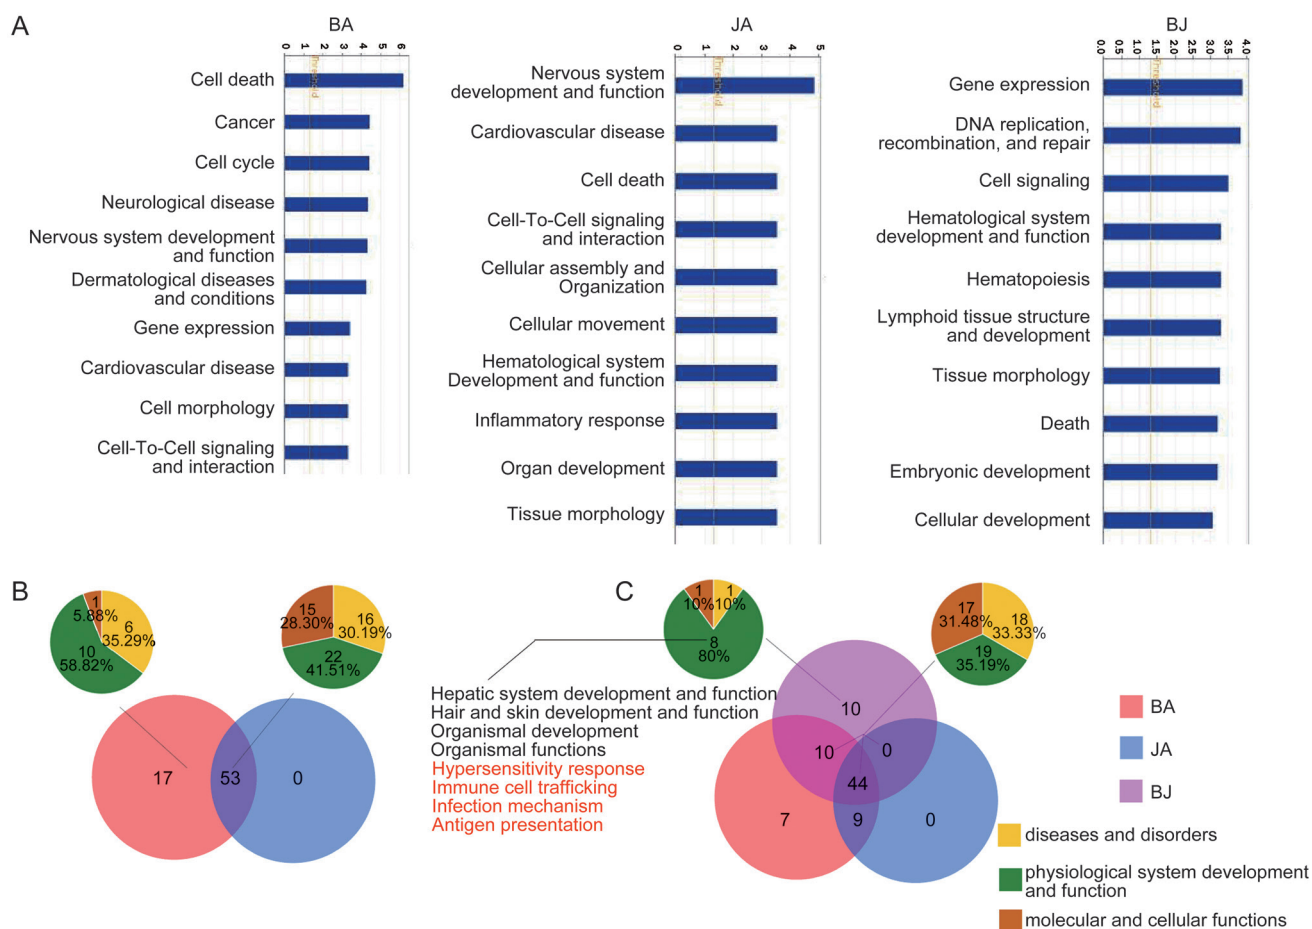 A
BA
0 1 2 3 4 5 6
Threshold
Cell death
Cancer
Cell cycle
Neurological disease
Nervous system development
and function
Dermatological diseases
and conditions
Gene expression
Cardiovascular disease
Cell morphology
Cell-To-Cell signaling
and interaction
JA
0 1 2 3 4 5
Threshold
Nervous system
development and function
Cardiovascular disease
Cell death
Cell-To-Cell signaling
and interaction
Cellular assembly and
Organization
Cellular movement
Hematological system
Development and function
Inflammatory response
Organ development
Tissue morphology
BJ
0.0 0.5 1.0 1.5 2.0 2.5 3.0 3.5 4.0
Threshold
Gene expression
DNA replication,
recombination, and repair
Cell signaling
Hematological system
development and function
Hematopoiesis
Lymphoid tissue structure
and development
Tissue morphology
Death
Embryonic development
Cellular development
B
1
5.88%
6
35.29%
10
58.82%
15
28.30%
16
30.19%
22
41.51%
17
53
0
C
1
10%
1
10%
8
80%
17
31.48%
18
33.33%
19
35.19%
Hepatic system development and function
Hair and skin development and function
Organismal development
Organismal functions
Hypersensitivity response
Immune cell trafficking
Infection mechanism
Antigen presentation
10
10
0
44
7
9
0
BA
JA
BJ
diseases and disorders
physiological system development
and function
molecular and cellular functions